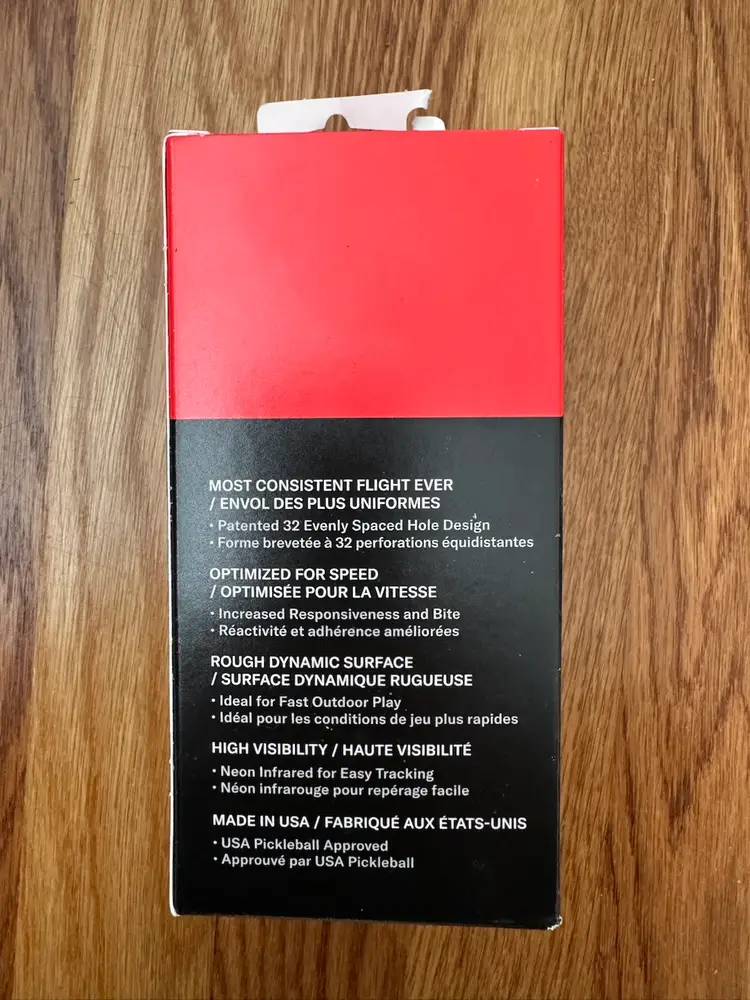 MOST CONSISTENT FLIGHT EVER
/ ENVOL DES PLUS UNIFORMES
• Patented 32 Evenly Spaced Hole Design
• Forme brevetée à 32 perforations équidistantes
OPTIMIZED FOR SPEED
/ OPTIMISÉE POUR LA VITESSE
• Increased Responsiveness and Bite
• Réactivité et adhérence améliorées
ROUGH DYNAMIC SURFACE
/ SURFACE DYNAMIQUE RUGUEUSE
• Ideal for Fast Outdoor Play
• Idéal pour les conditions de jeu plus rapides
HIGH VISIBILITY / HAUTE VISIBILITÉ
• Neon Infrared for Easy Tracking
• Néon infrarouge pour repérage facile
MADE IN USA / FABRIQUÉ AUX ÉTATS-UNIS
• USA Pickleball Approved
• Approuvé par USA Pickleball